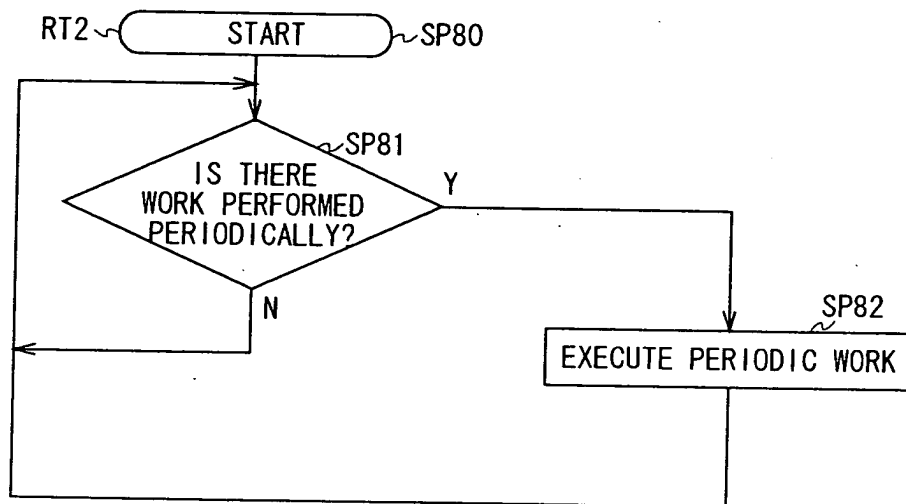 RT2 START SP80
SP81
IS THERE
WORK PERFORMED
PERIODICALLY?
Y
N
SP82
EXECUTE PERIODIC WORK